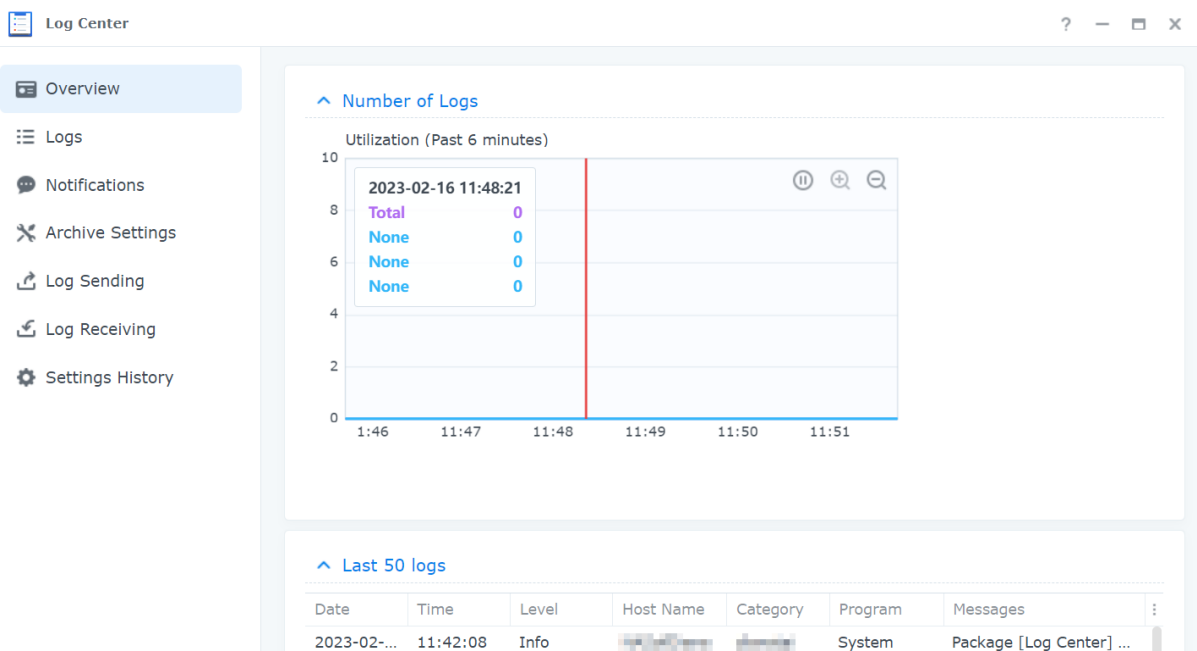 Log Center
?
Overview
Logs
Notifications
Archive Settings
Log Sending
Log Receiving
Settings History
Number of Logs
Utilization (Past 6 minutes)
10
8
6
4
2
0
2023-02-16 11:48:21
Total 0
None 0
None 0
None 0
1:46 11:47 11:48 11:49 11:50 11:51
Last 50 logs
Date Time Level Host Name Category Program Messages
2023-02-... 11:42:08 Info System Package [Log Center] ...